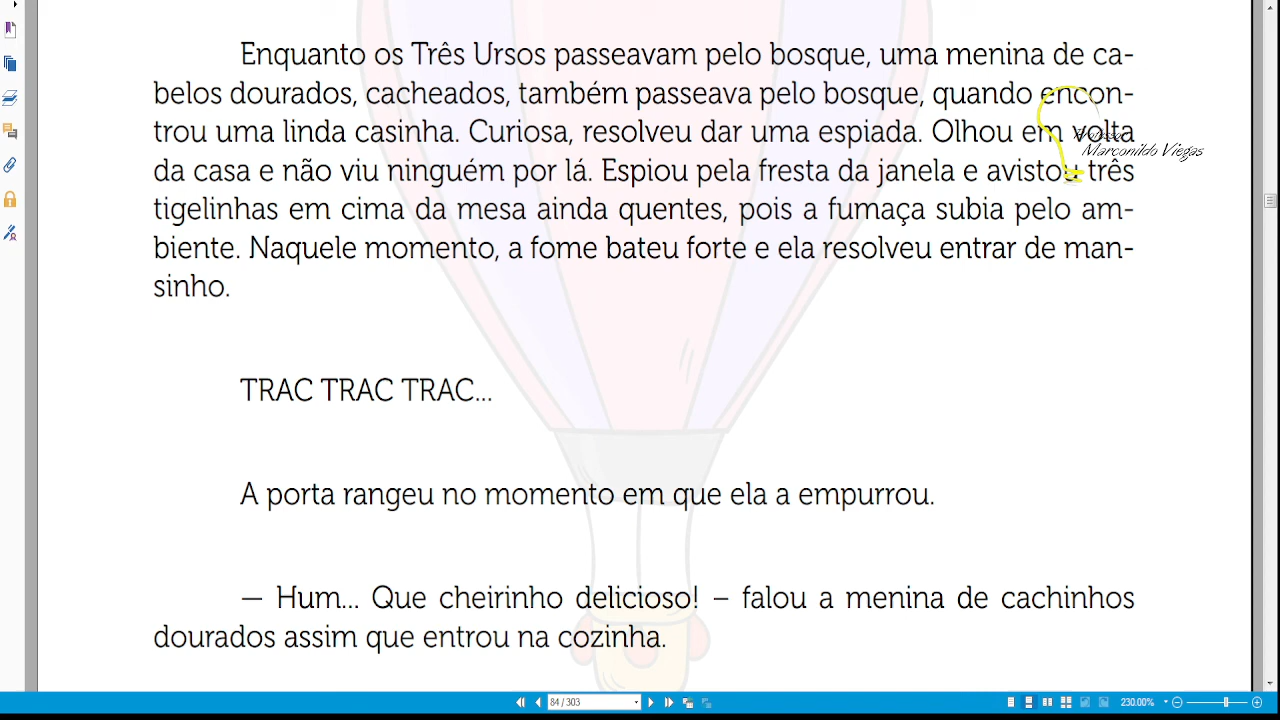 Enquanto os Três Ursos passeavam pelo bosque, uma menina de ca-
belos dourados, cacheados, também passeava pelo bosque, quando encon-
trou uma linda casinha. Curiosa, resolveu dar uma espiada. Olhou em volta
Professor
Marconildo Viegas
da casa e não viu ninguém por lá. Espiou pela fresta da janela e avistou três
tigelinhas em cima da mesa ainda quentes, pois a fumaça subia pelo am-
biente. Naquele momento, a fome bateu forte e ela resolveu entrar de man-
sinho.
TRAC TRAC TRAC...
A porta rangeu no momento em que ela a empurrou.
— Hum... Que cheirinho delicioso! – falou a menina de cachinhos
dourados assim que entrou na cozinha.
84 / 303
230.00%